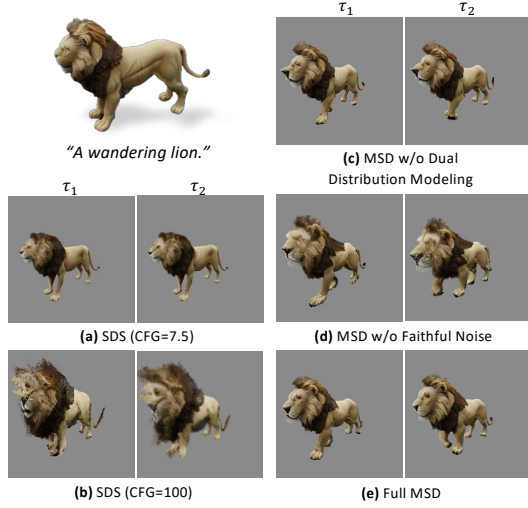 “A wandering lion.”
τ₁ τ₂
(a) SDS (CFG=7.5)
(b) SDS (CFG=100)
τ₁ τ₂
(c) MSD w/o Dual
Distribution Modeling
(d) MSD w/o Faithful Noise
(e) Full MSD